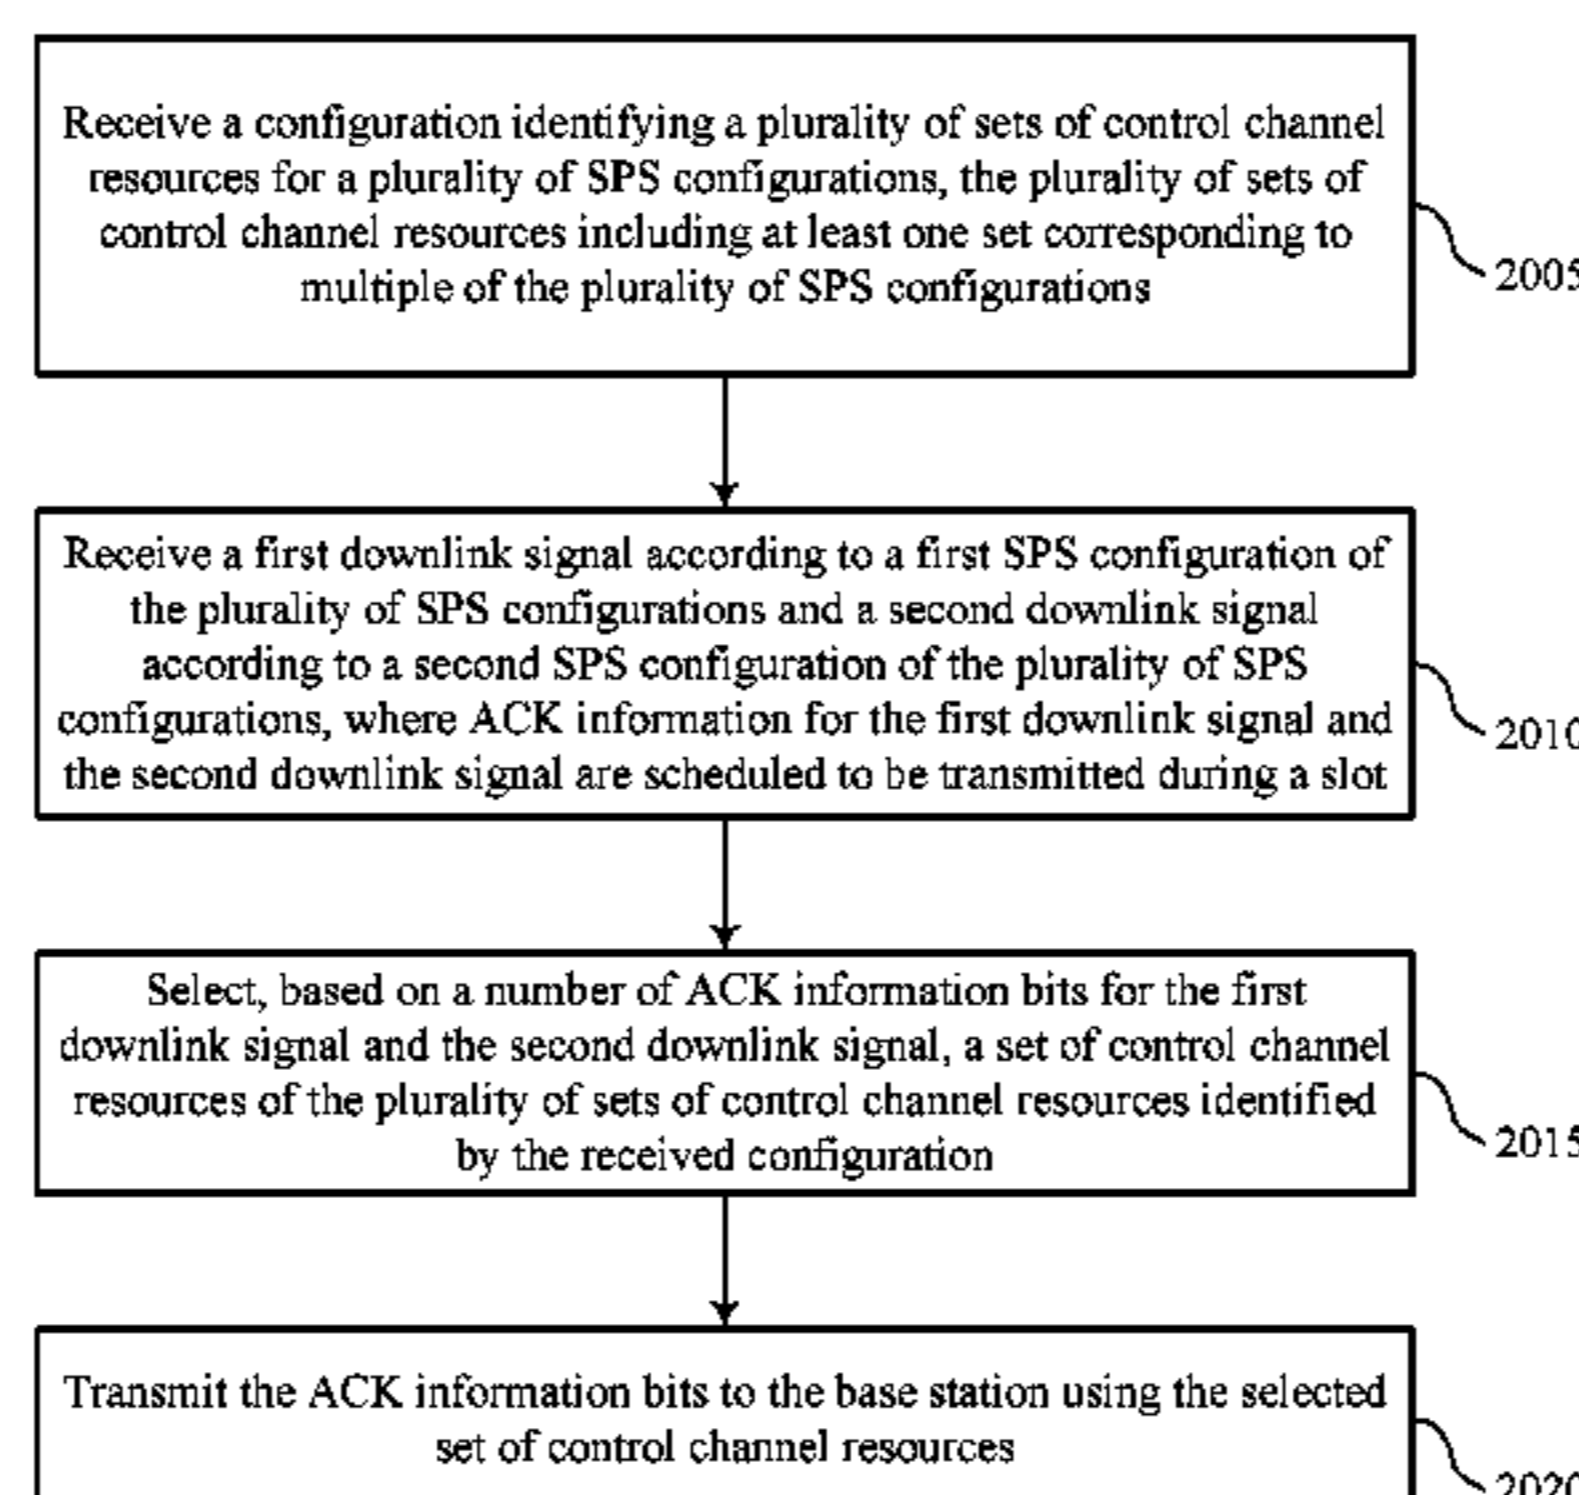 Receive a configuration identifying a plurality of sets of control channel
resources for a plurality of SPS configurations, the plurality of sets of
control channel resources including at least one set corresponding to
multiple of the plurality of SPS configurations
2005
Receive a first downlink signal according to a first SPS configuration of
the plurality of SPS configurations and a second downlink signal
according to a second SPS configuration of the plurality of SPS
configurations, where ACK information for the first downlink signal and
the second downlink signal are scheduled to be transmitted during a slot
2010
Select, based on a number of ACK information bits for the first
downlink signal and the second downlink signal, a set of control channel
resources of the plurality of sets of control channel resources identified
by the received configuration
2015
Transmit the ACK information bits to the base station using the selected
set of control channel resources
2020